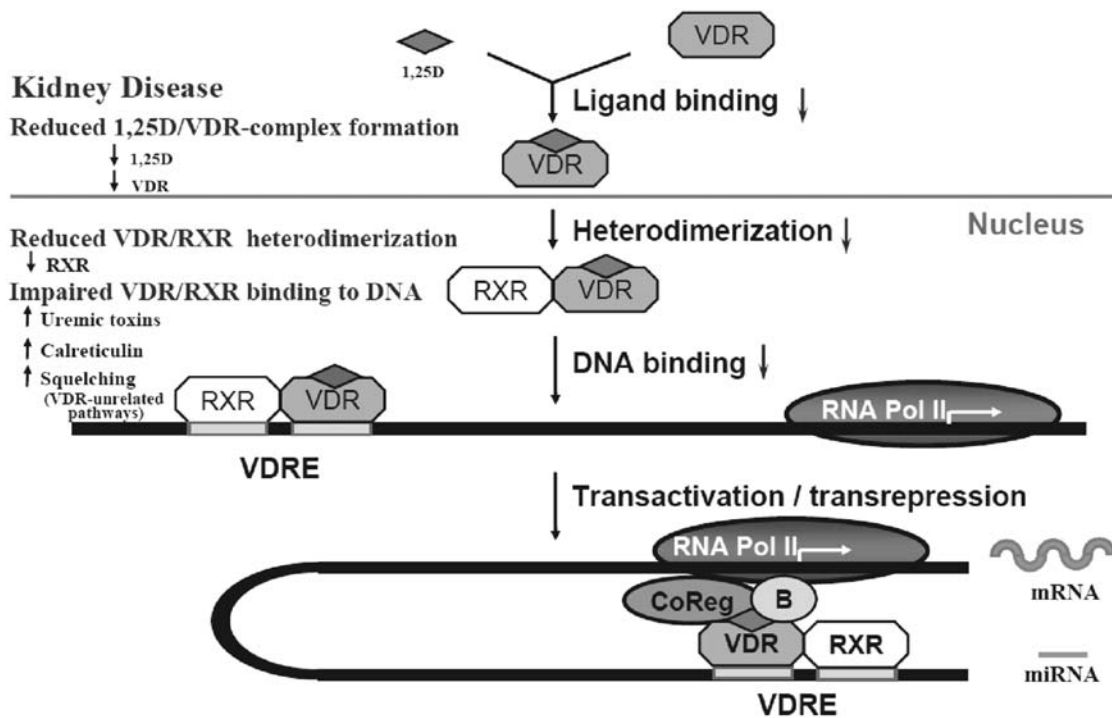 VDR
1,25D
Kidney Disease
Ligand binding
Reduced 1,25D/VDR-complex formation
VDR
1,25D
VDR
Nucleus
Heterodimerization
Reduced VDR/RXR heterodimerization
RXR
RXR
VDR
Impaired VDR/RXR binding to DNA
Uremic toxins
Calreticulin
DNA binding
Squelching
(VDR-unrelated
pathways)
RXR
VDR
RNA Pol II
VDRE
Transactivation / transrepression
RNA Pol II
mRNA
CoReg
B
VDR
RXR
miRNA
VDRE